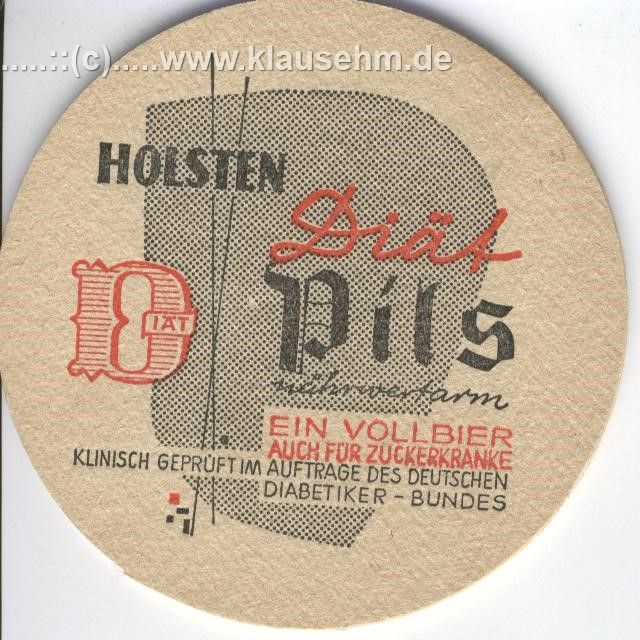 .....::(c).....www.klausehm.de
HOLSTEN
Diät
DIÄT
Pils
nährwertarm
EIN VOLLBIER
AUCH FÜR ZUCKERKRANKE
KLINISCH GEPRÜFT IM AUFTRAGE DES DEUTSCHEN
DIABETIKER - BUNDES